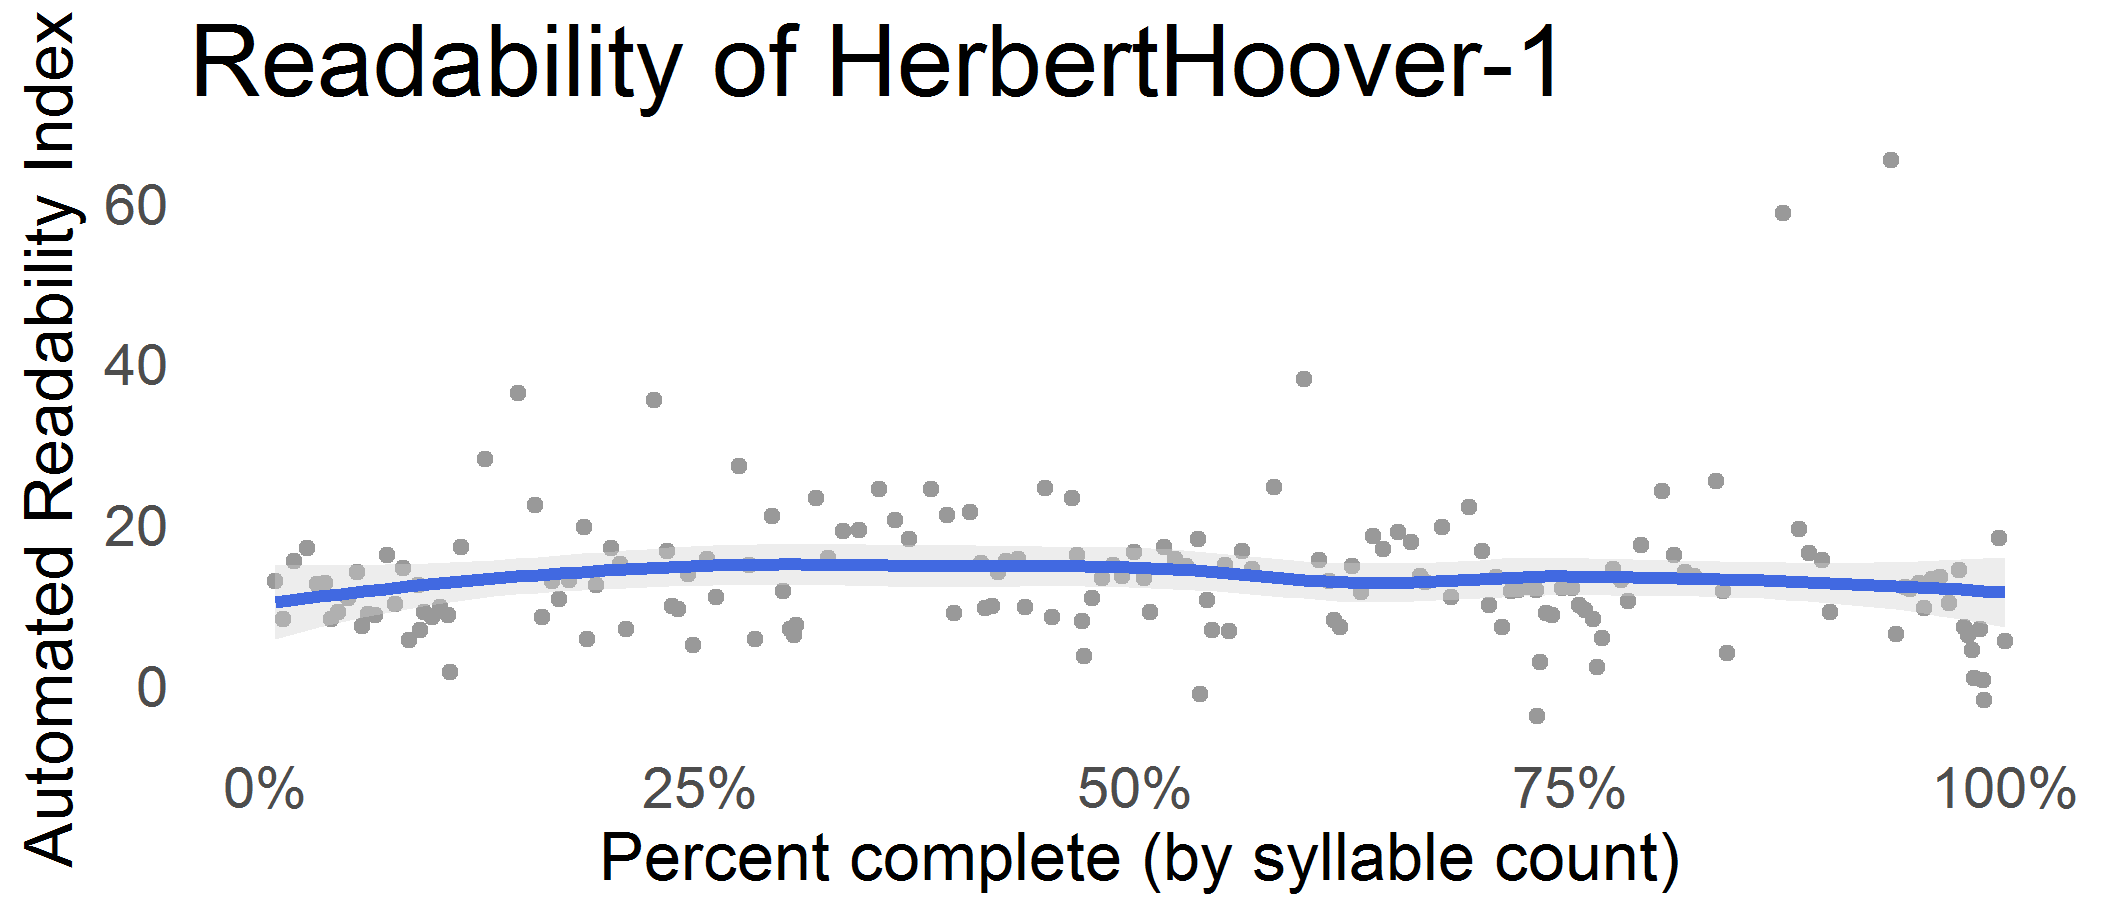 Readability of HerbertHoover-1
Automated Readability Index
60
40
20
0
0% 25% 50% 75% 100%
Percent complete (by syllable count)